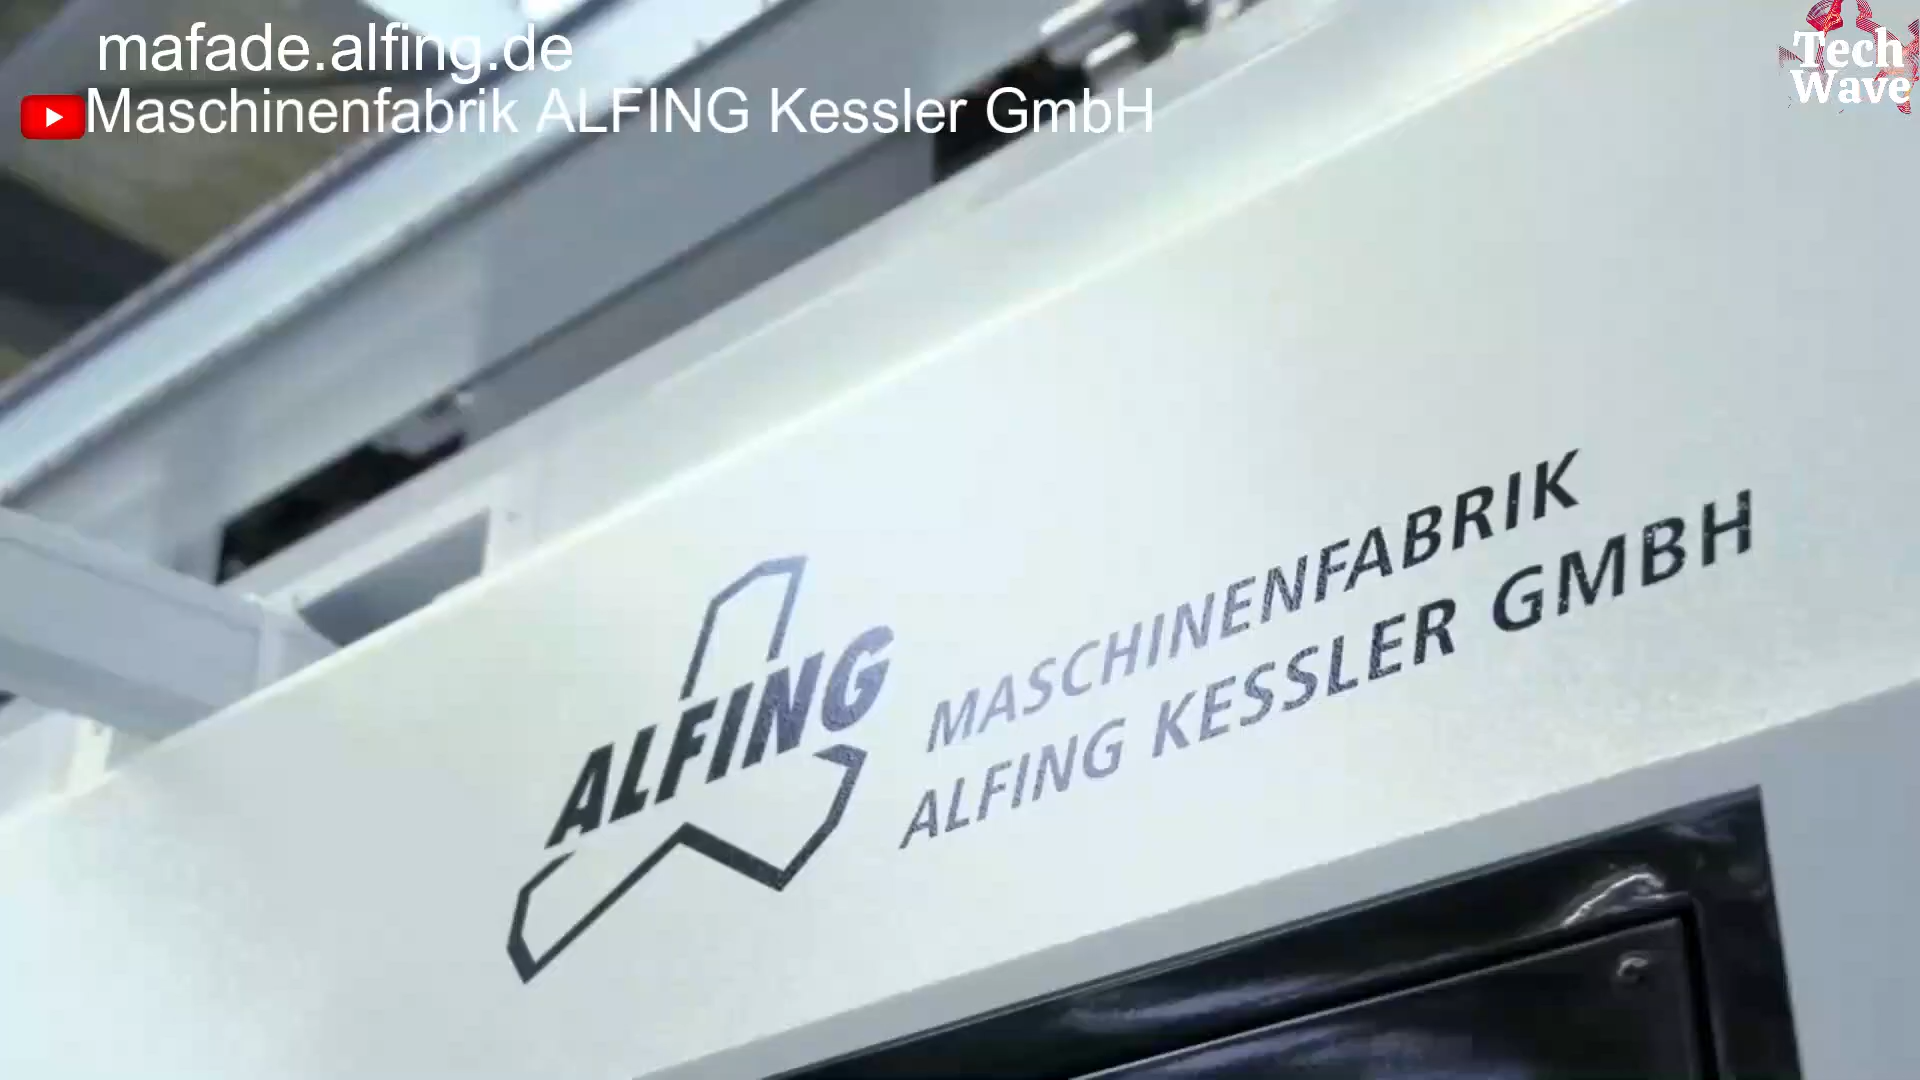 mafade.alfing.de
Maschinenfabrik ALFING Kessler GmbH
Tech
Wave
ALFING
MASCHINENFABRIK
ALFING KESSLER GMBH